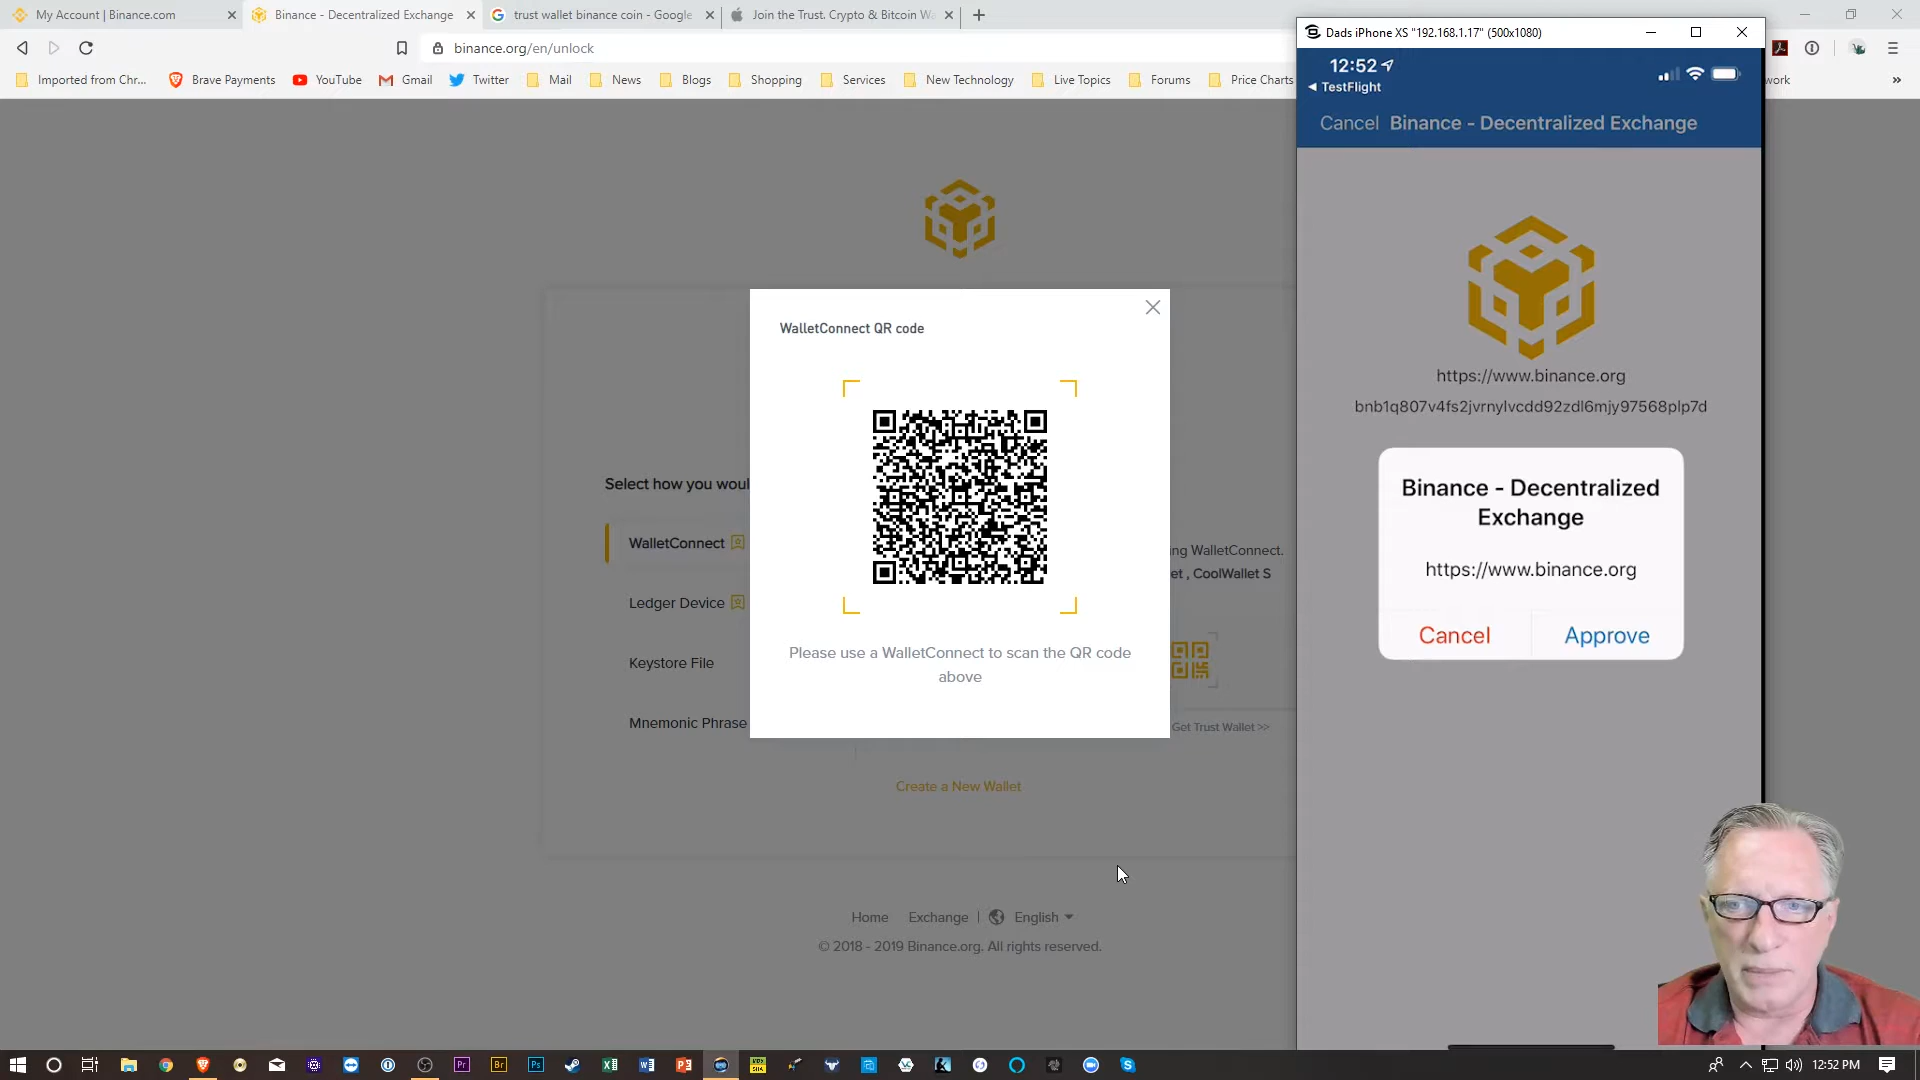 My Account | Binance.com
Binance - Decentralized Exchange
trust wallet binance coin - Google
Join the Trust. Crypto & Bitcoin Wa
binance.org/en/unlock
Imported from Chr...
Brave Payments
YouTube
Gmail
Twitter
Mail
News
Blogs
Shopping
Services
New Technology
Live Topics
Forums
Price Charts
work
Dads iPhone XS "192.168.1.17" (500x1080)
12:52
TestFlight
Cancel Binance - Decentralized Exchange
https://www.binance.org
bnb1q807v4fs2jvrnylvcdd92zdl6mjy97568plp7d
Binance - Decentralized
Exchange
https://www.binance.org
Cancel
Approve
WalletConnect QR code
Please use a WalletConnect to scan the QR code
above
Select how you woul
WalletConnect
Ledger Device
Keystore File
Mnemonic Phrase
ing WalletConnect.
et , CoolWallet S
Get Trust Wallet >>
Create a New Wallet
Home
Exchange
English
© 2018 - 2019 Binance.org. All rights reserved.
Pr
Br
Ps
12:52 PM